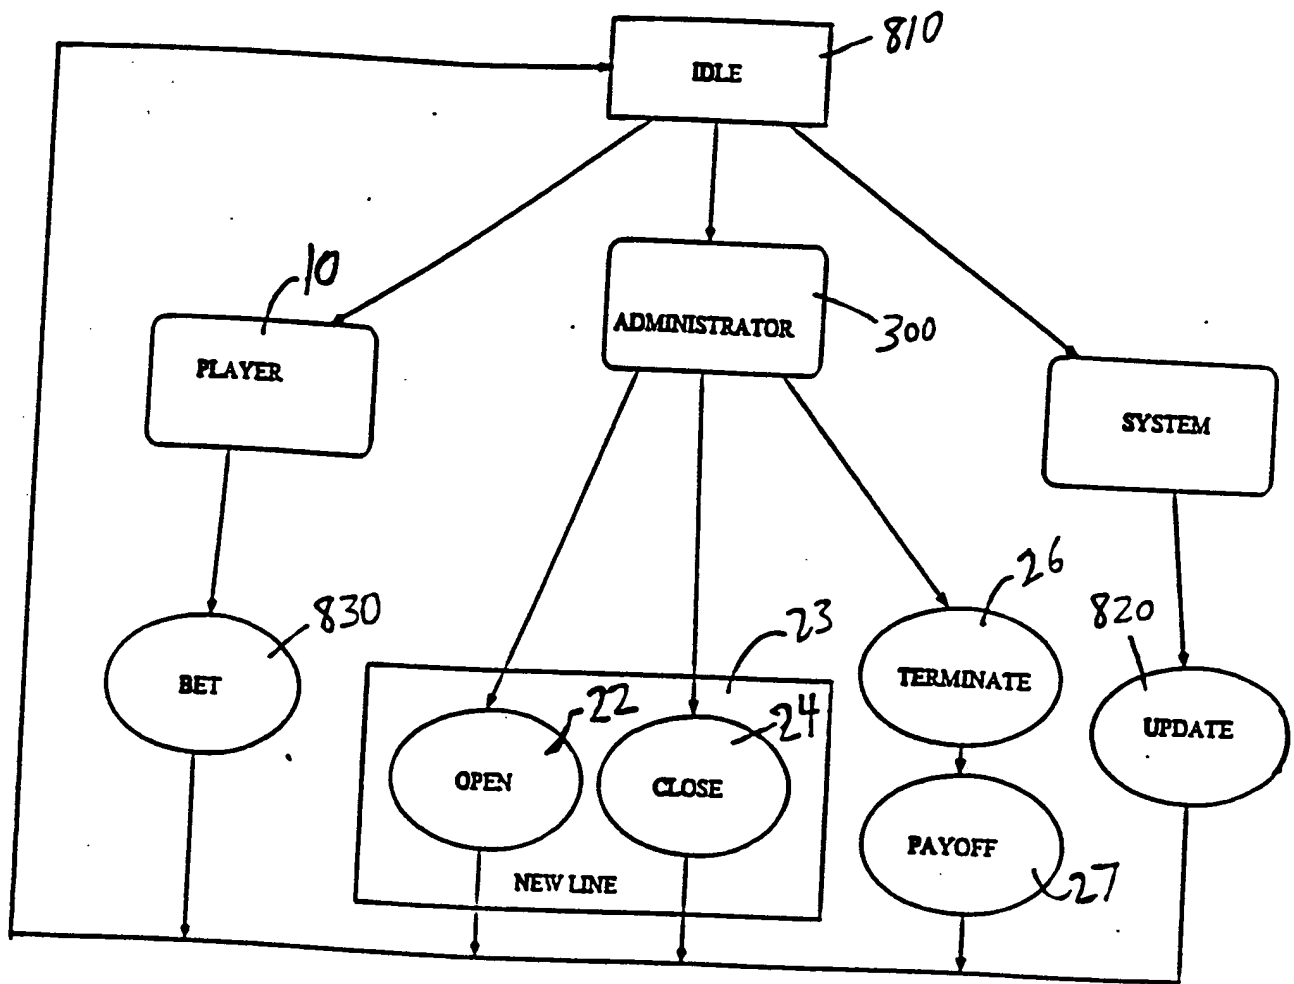 IDLE
810
10
PLAYER
ADMINISTRATOR
300
SYSTEM
830
BET
23
26
820
TERMINATE
UPDATE
22
24
OPEN
CLOSE
NEW LINE
PAYOFF
27